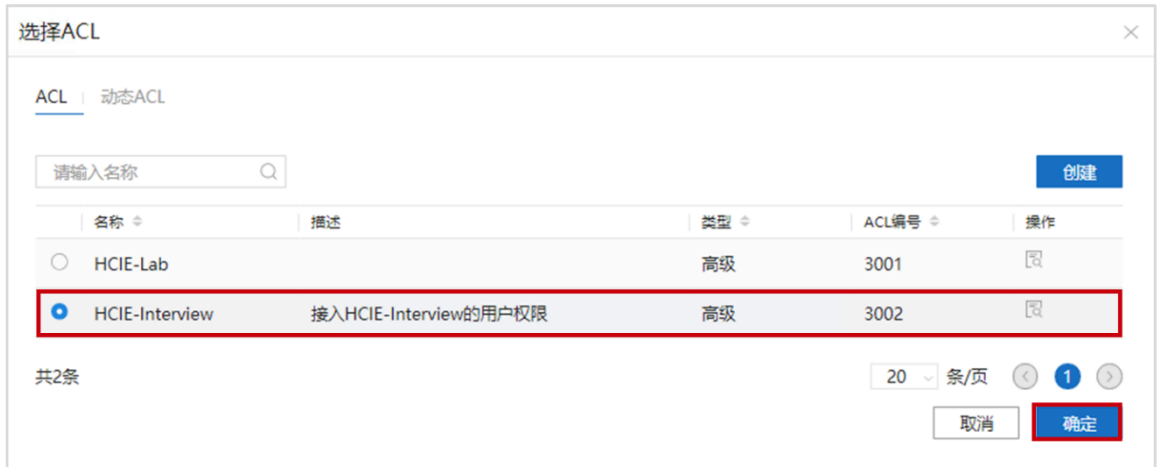 选择ACL
ACL 动态ACL
请输入名称 创建
名称 描述 类型 ACL编号 操作
HCIE-Lab 高级 3001
HCIE-Interview 接入HCIE-Interview的用户权限 高级 3002
共2条 20 条/页 1
取消 确定